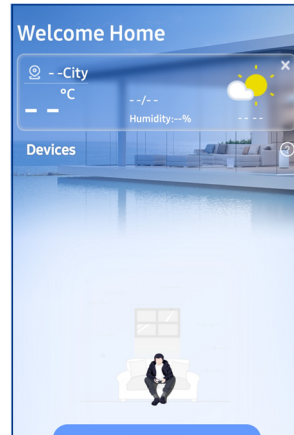 Welcome Home
- -City
°C
- -
--/--
Humidity:--%
- - - -
Devices
?